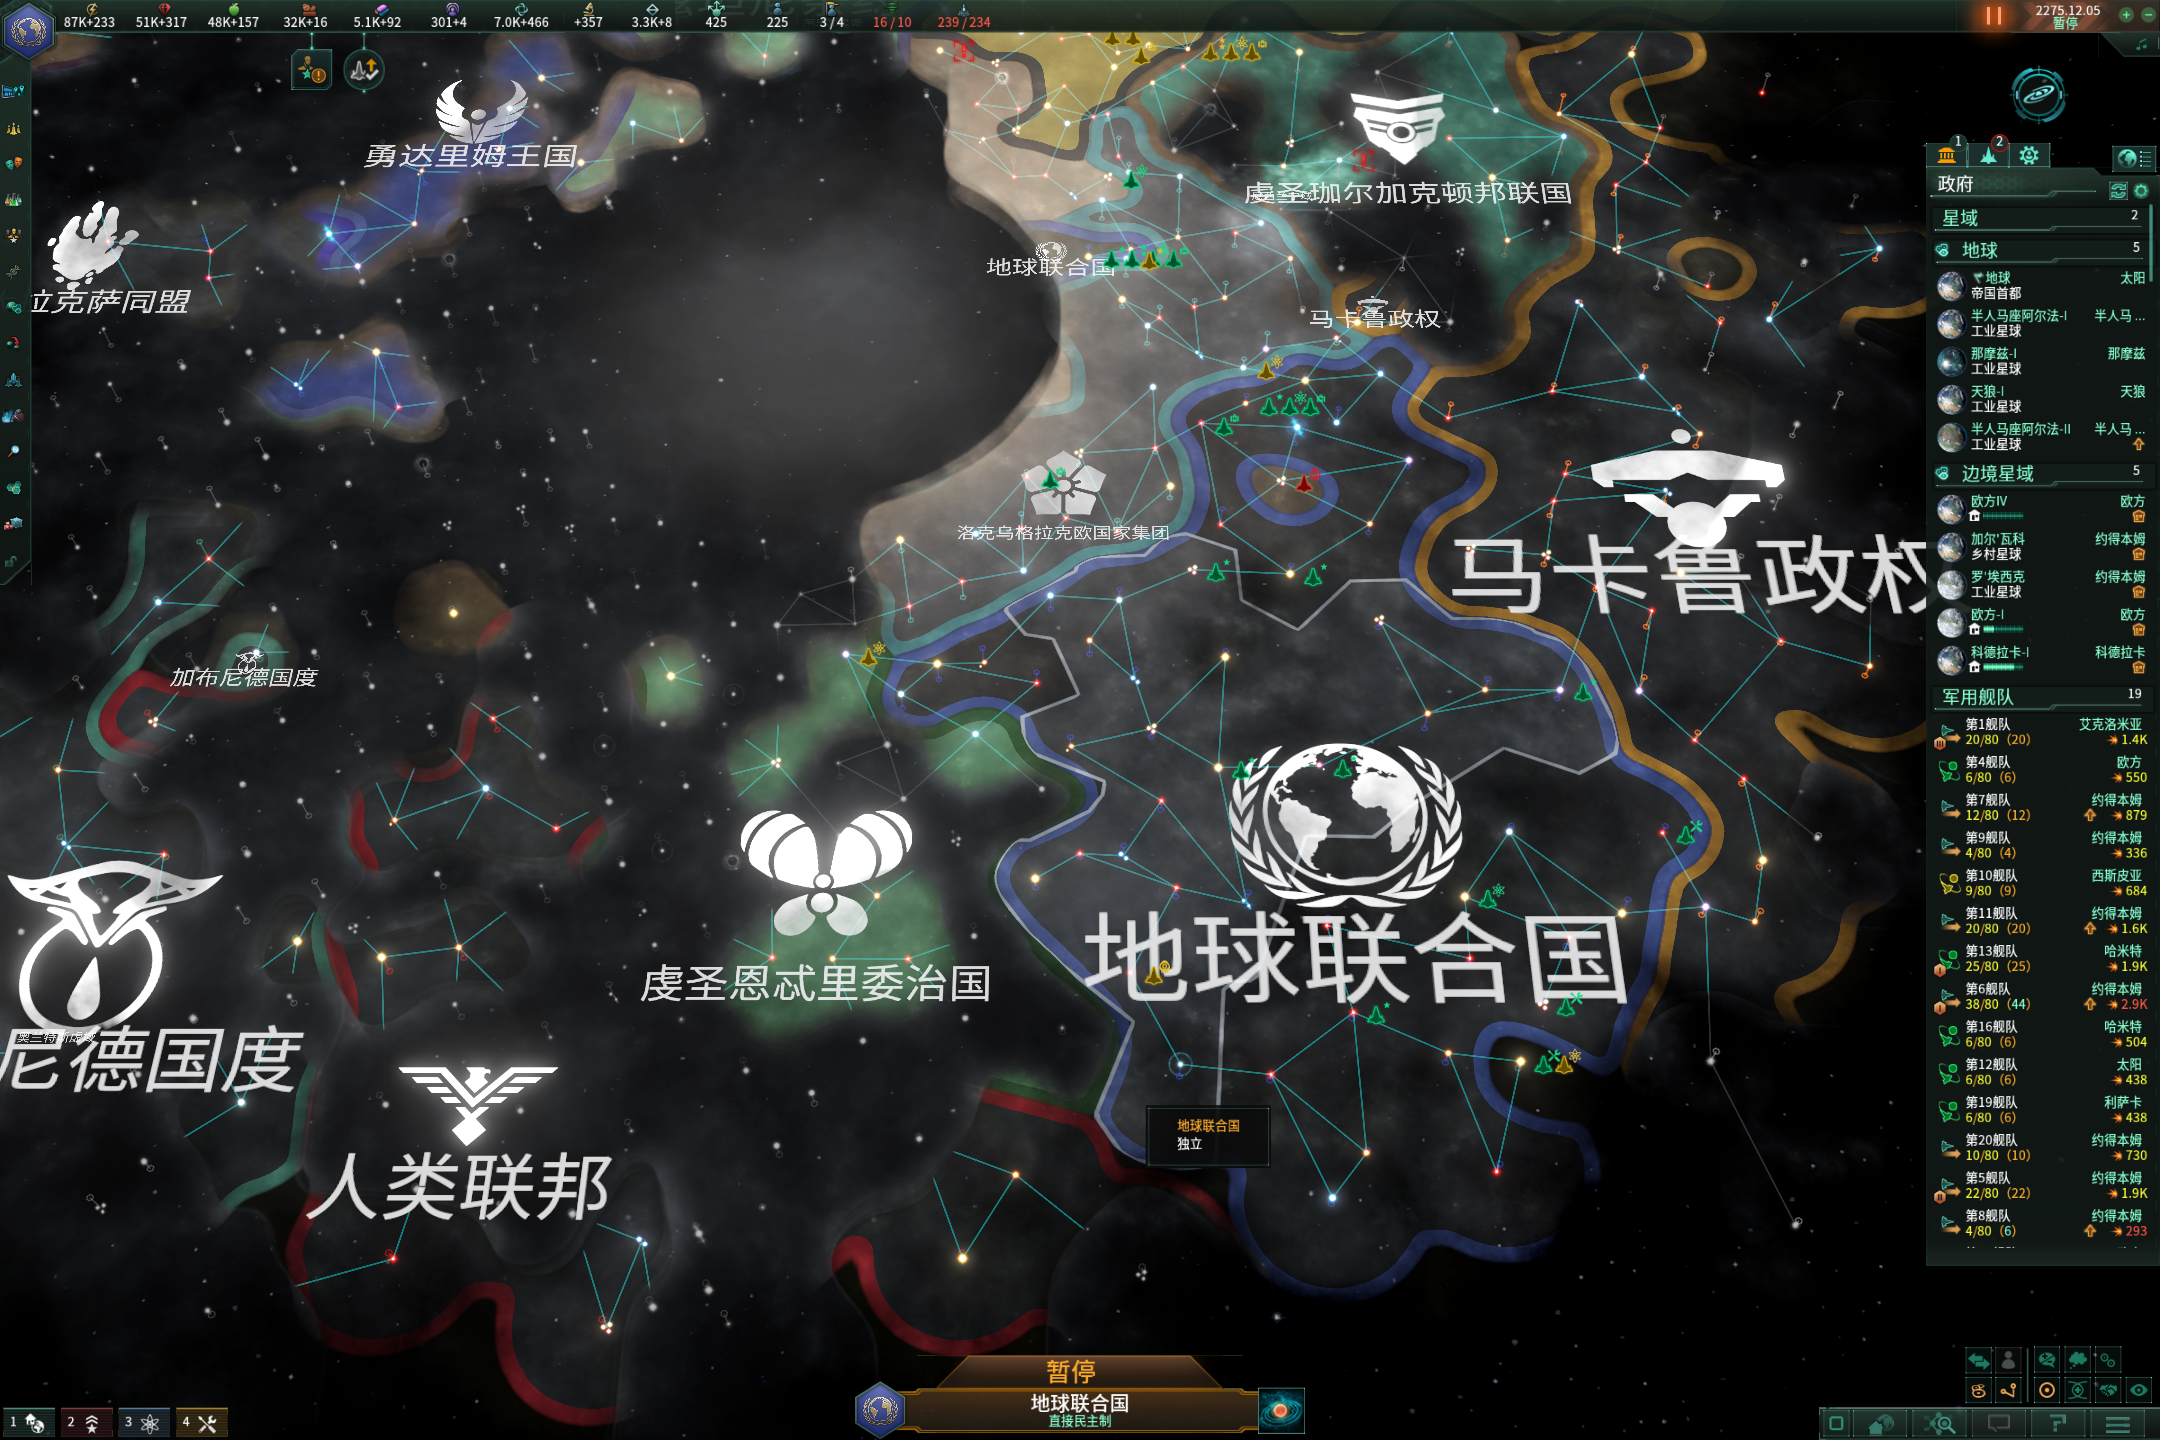 87K+233 51K+317 48K+157 32K+16 5.1K+92 301+4 7.0K+466 +357 3.3K+8 425 225 3/4 16/10 239/234
2275.12.05
暂停
勇达里姆王国
拉克萨同盟
虔圣珈尔加克顿邦联国
地球联合国
马卡鲁政权
洛克乌格拉克欧国家集团
马卡鲁政权
加布尼德国度
地球联合国
虔圣恩忒里委治国
尼德国度
奥兰特斯虚域
人类联邦
地球联合国
独立
1 2
政府
星域 2
地球 5
地球 太阳
帝国首都
半人马座阿尔法-I 半人马...
工业星球
那摩兹-I 那摩兹
工业星球
天狼-I 天狼
工业星球
半人马座阿尔法-II 半人马...
工业星球
边境星域 5
欧方IV 欧方
加尔'瓦科 约得本姆
乡村星球
罗'埃西克 约得本姆
工业星球
欧方-I 欧方
科德拉卡-I 科德拉卡
军用舰队 19
第1舰队 艾克洛米亚
20/80 (20) 1.4K
第4舰队 欧方
6/80 (6) 550
第7舰队 约得本姆
12/80 (12) 879
第9舰队 约得本姆
4/80 (4) 336
第10舰队 西斯皮亚
9/80 (9) 684
第11舰队 约得本姆
20/80 (20) 1.6K
第13舰队 哈米特
25/80 (25) 1.9K
第6舰队 约得本姆
38/80 (44) 2.9K
第16舰队 哈米特
6/80 (6) 504
第12舰队 太阳
6/80 (6) 438
第19舰队 利萨卡
6/80 (6) 438
第20舰队 约得本姆
10/80 (10) 730
第5舰队 约得本姆
22/80 (22) 1.9K
第8舰队 约得本姆
4/80 (6) 293
暂停
地球联合国
直接民主制
1 2 3 4